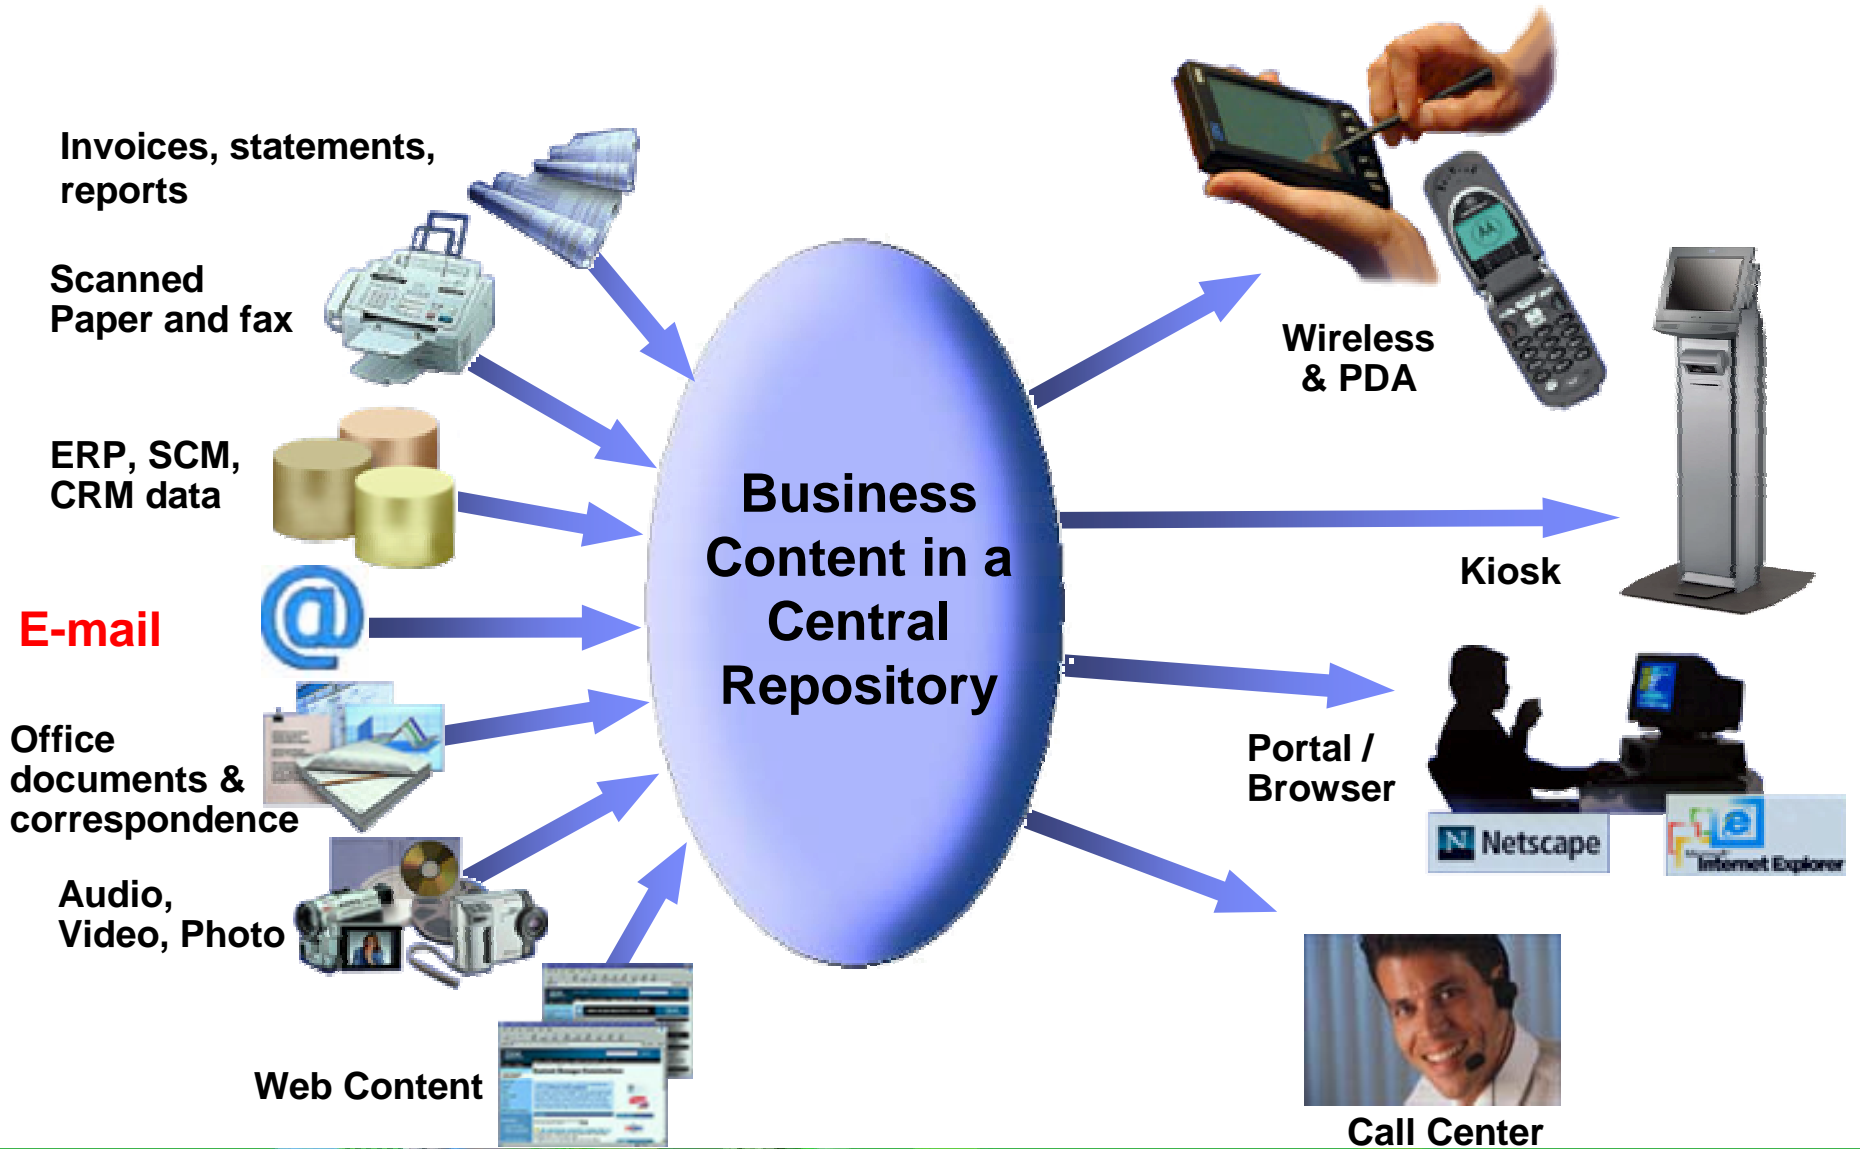 Invoices, statements,
reports
Scanned
Paper and fax
ERP, SCM,
CRM data
E-mail
Office
documents &
correspondence
Audio,
Video, Photo
Web Content
Business
Content in a
Central
Repository
Wireless
& PDA
Kiosk
Portal /
Browser
Netscape
Microsoft
Internet Explorer
Call Center